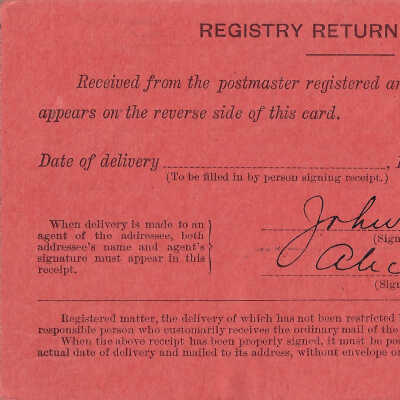 REGISTRY RETURN
Received from the postmaster registered
appears on the reverse side of this card.
Date of delivery
(To be filled in by person signing receipt.)
When delivery is made to an
agent of the addressee, both
addressee's name and agent's
signature must appear in this
receipt.
John
(Sign
Alic
(Sign
Registered matter, the delivery of which has not been restricted
responsible person who customarily receives the ordinary mail of the
When the above receipt has been properly signed, it must be
actual date of delivery and mailed to its address, without envelope